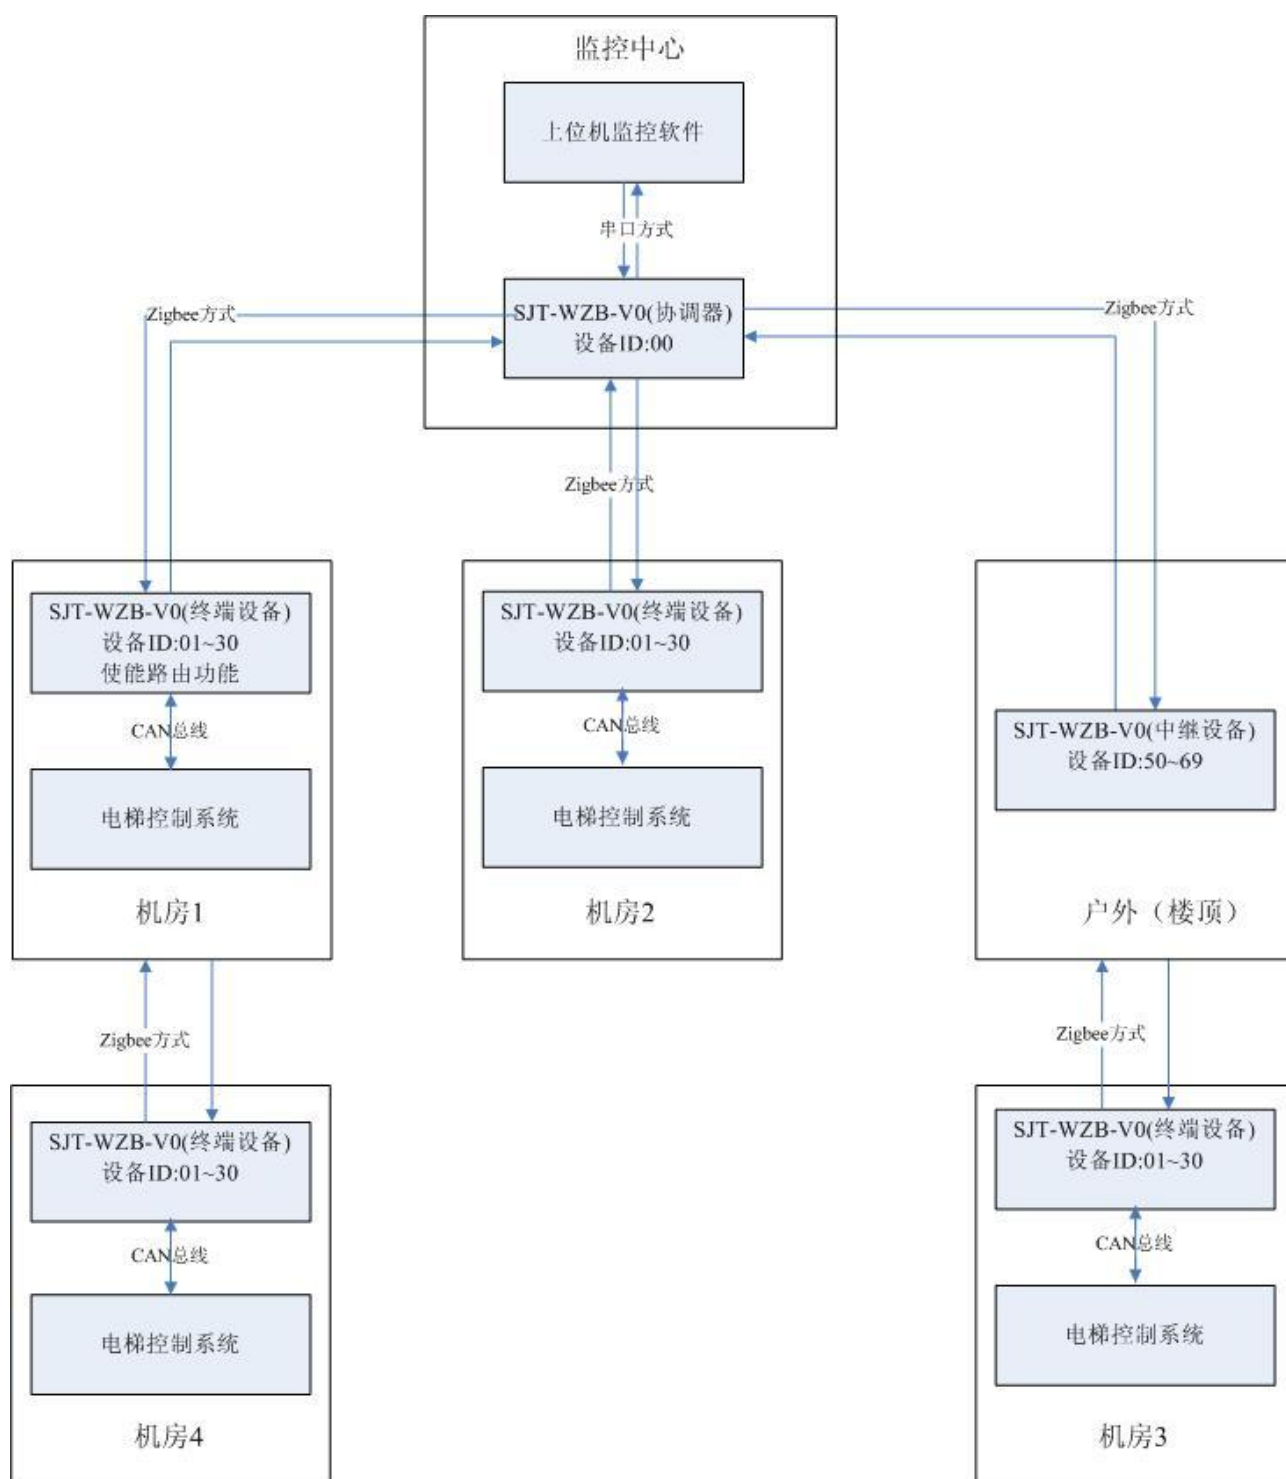 监控中心
上位机监控软件
串口方式
SJT-WZB-V0(协调器)
设备ID:00
Zigbee方式
Zigbee方式
Zigbee方式
SJT-WZB-V0(终端设备)
设备ID:01~30
使能路由功能
CAN总线
电梯控制系统
机房1
SJT-WZB-V0(终端设备)
设备ID:01~30
CAN总线
电梯控制系统
机房2
SJT-WZB-V0(中继设备)
设备ID:50~69
户外（楼顶）
Zigbee方式
SJT-WZB-V0(终端设备)
设备ID:01~30
CAN总线
电梯控制系统
机房4
Zigbee方式
SJT-WZB-V0(终端设备)
设备ID:01~30
CAN总线
电梯控制系统
机房3